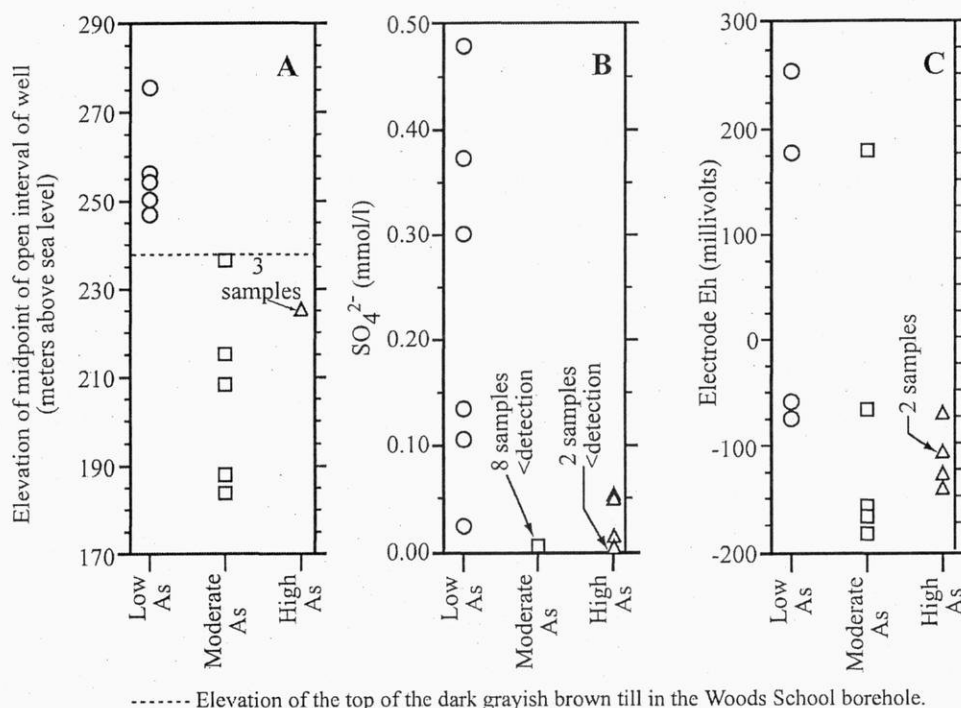 Elevation of midpoint of open interval of well
(meters above sea level)
290
270
250
230
210
190
170
A
3
samples
Low
As
Moderate
As
High
As
SO₄²⁻ (mmol/l)
0.50
0.40
0.30
0.20
0.10
0.00
B
8 samples
<detection
2 samples
<detection
Low
As
Moderate
As
High
As
Electrode Eh (millivolts)
300
200
100
0
-100
-200
C
2 samples
Low
As
Moderate
As
High
As
------ Elevation of the top of the dark grayish brown till in the Woods School borehole.